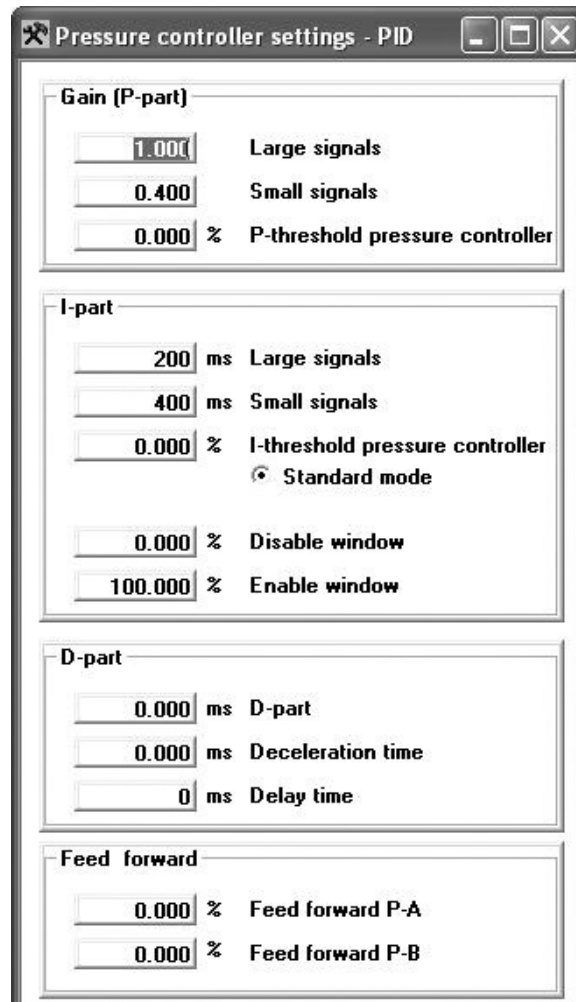 Pressure controller settings - PID
Gain (P-part)
1.000 Large signals
0.400 Small signals
0.000 % P-threshold pressure controller
I-part
200 ms Large signals
400 ms Small signals
0.000 % I-threshold pressure controller
Standard mode
0.000 % Disable window
100.000 % Enable window
D-part
0.000 ms D-part
0.000 ms Deceleration time
0 ms Delay time
Feed forward
0.000 % Feed forward P-A
0.000 % Feed forward P-B